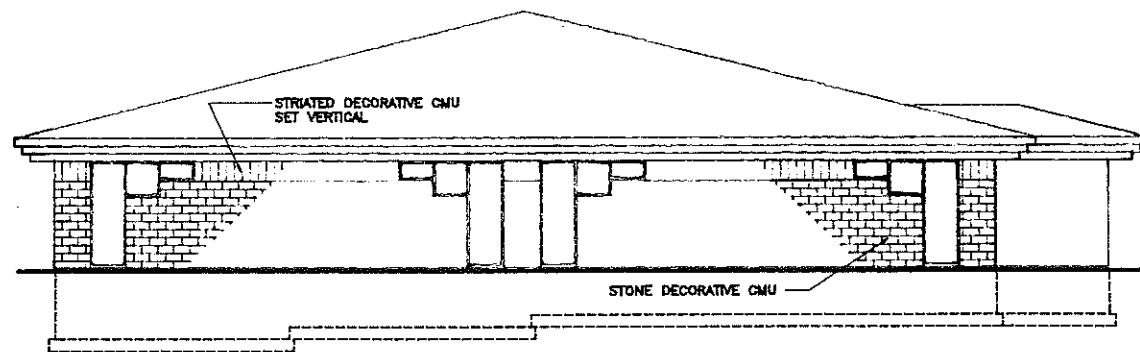 STRIATED DECORATIVE CMU
SET VERTICAL
STONE DECORATIVE CMU